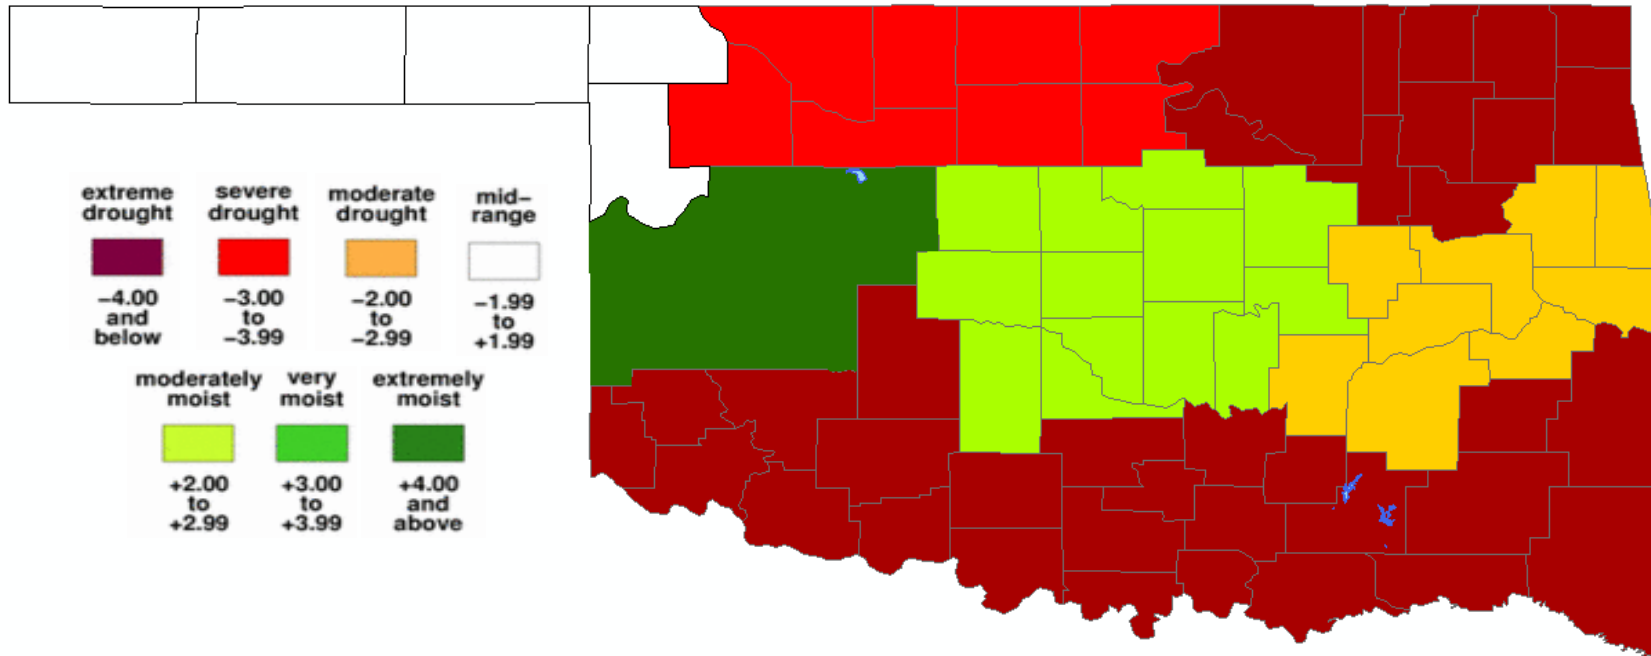 extreme drought
severe drought
moderate drought
mid-range
−4.00 and below
−3.00 to −3.99
−2.00 to −2.99
−1.99 to +1.99
moderately moist
very moist
extremely moist
+2.00 to +2.99
+3.00 to +3.99
+4.00 and above